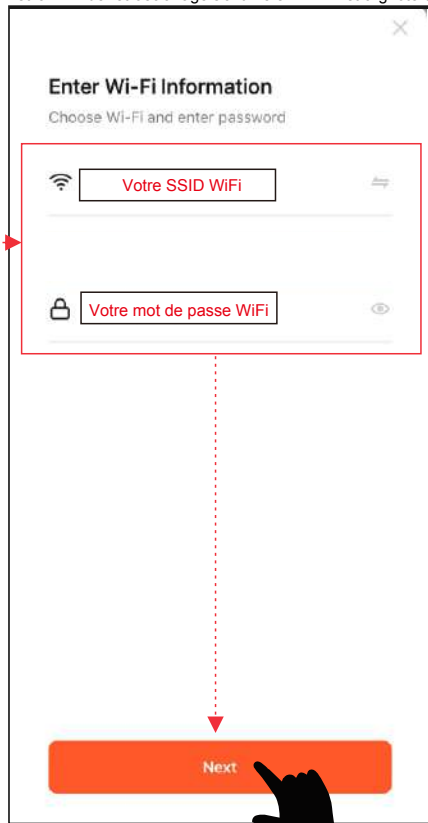 Enter Wi-Fi Information
Choose Wi-Fi and enter password
Votre SSID WiFi
Votre mot de passe WiFi
Next